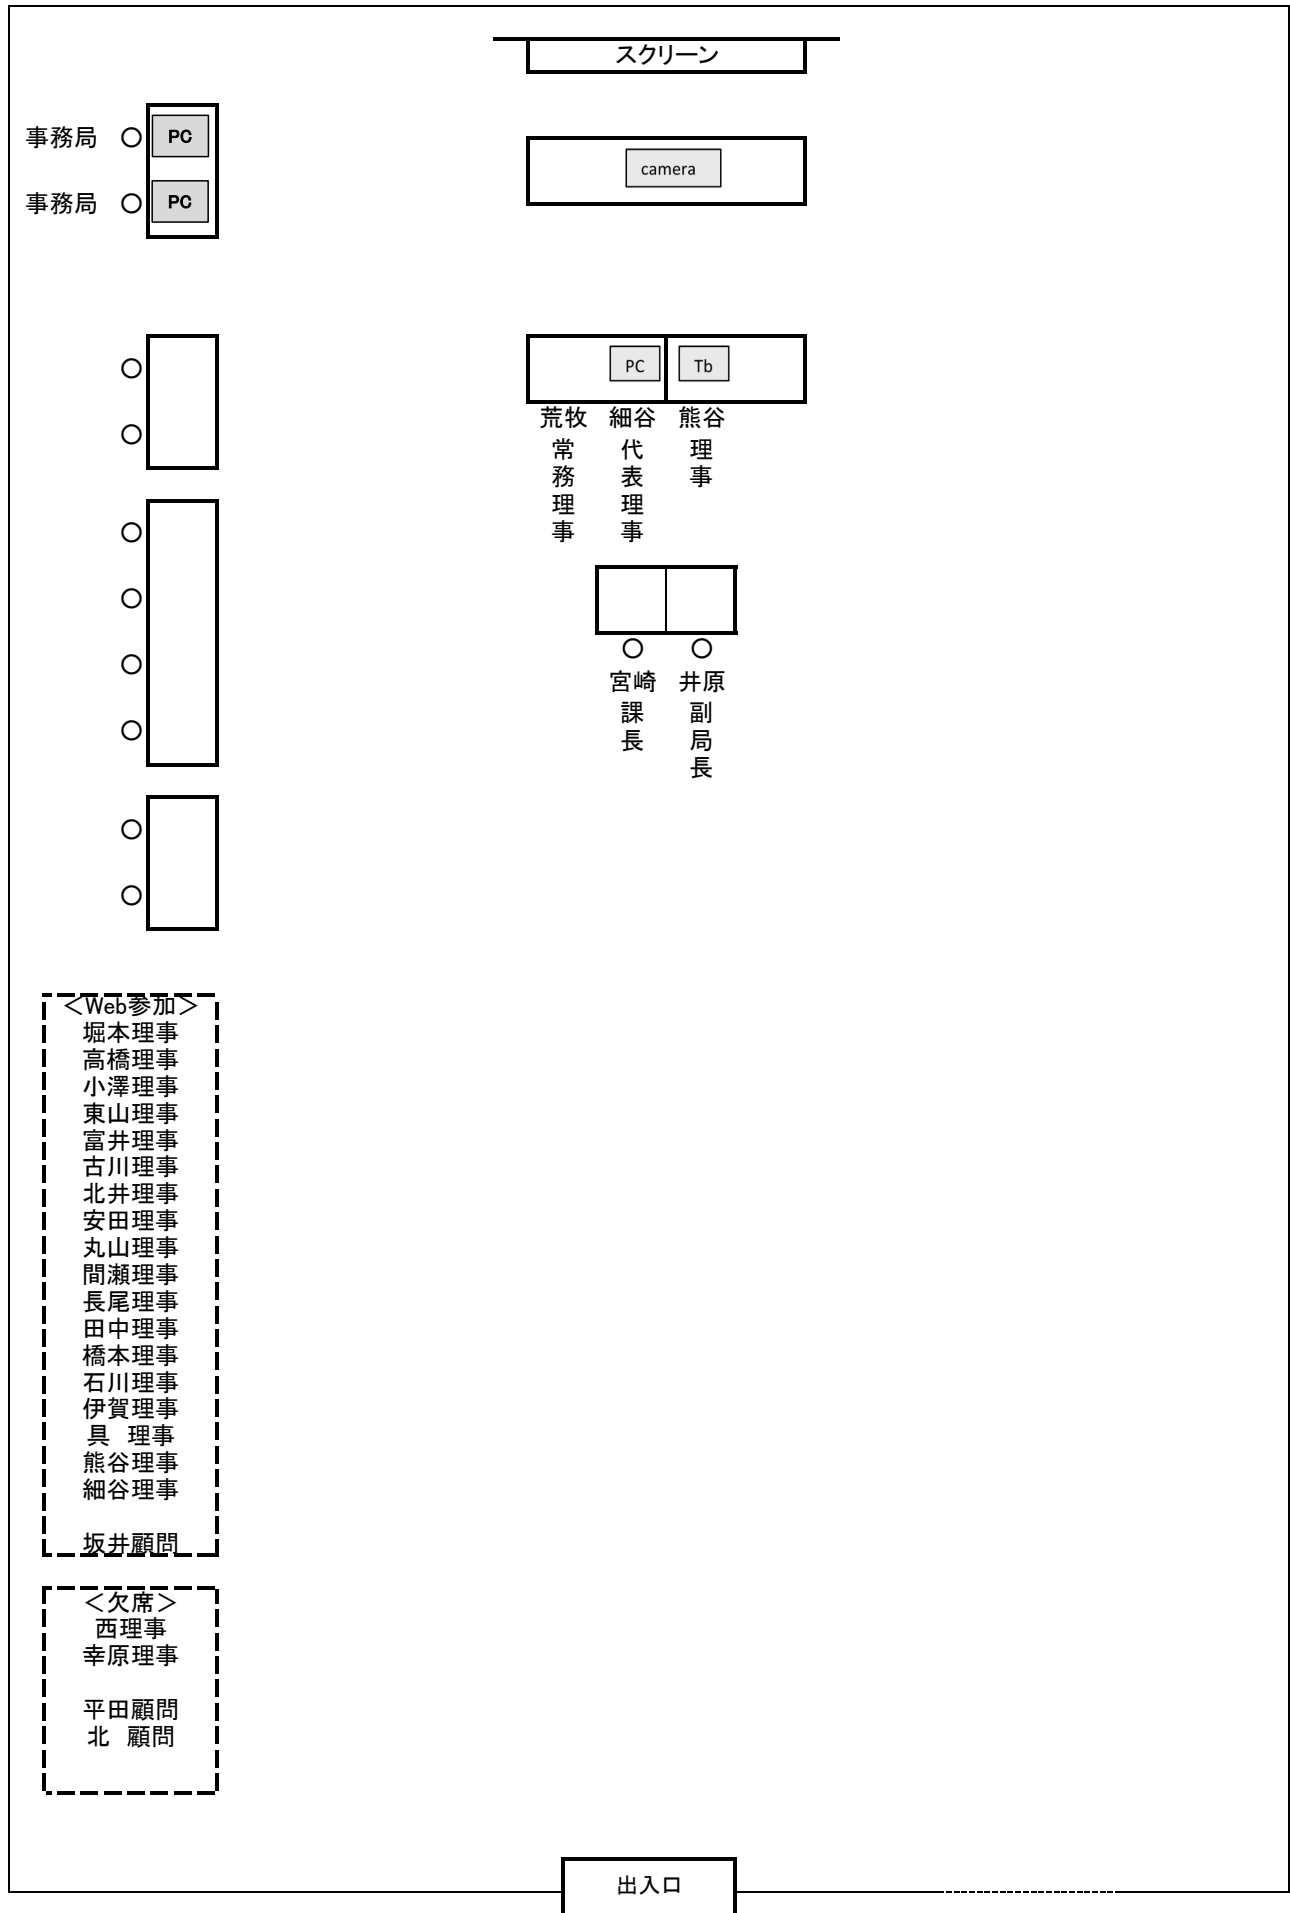 スクリーン
事務局 ○ PC
camera
事務局 ○ PC
PC Tb
荒牧常務理事
細谷代表理事
熊谷理事
宮崎課長
井原副局長
＜Web参加＞
堀本理事
高橋理事
小澤理事
東山理事
富井理事
古川理事
北井理事
安田理事
丸山理事
間瀬理事
長尾理事
田中理事
橋本理事
石川理事
伊賀理事
具　理事
熊谷理事
細谷理事
坂井顧問
＜欠席＞
西理事
幸原理事
平田顧問
北　顧問
出入口